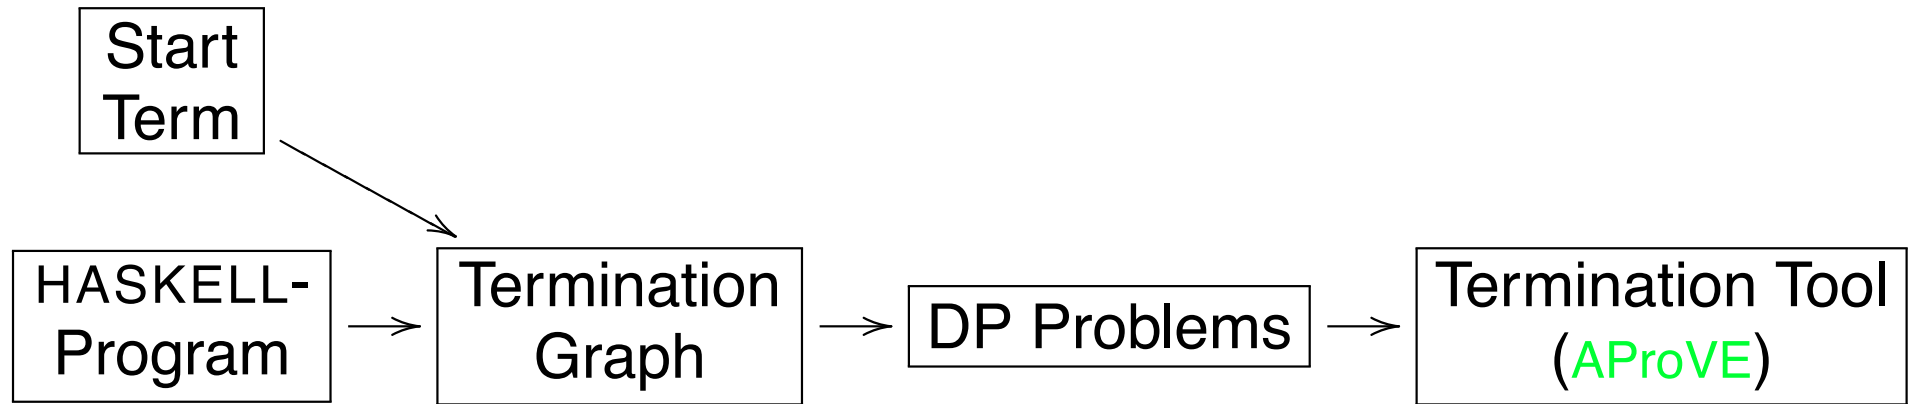 Start
Term
HASKELL-
Program
Termination
Graph
DP Problems
Termination Tool
(AProVE)